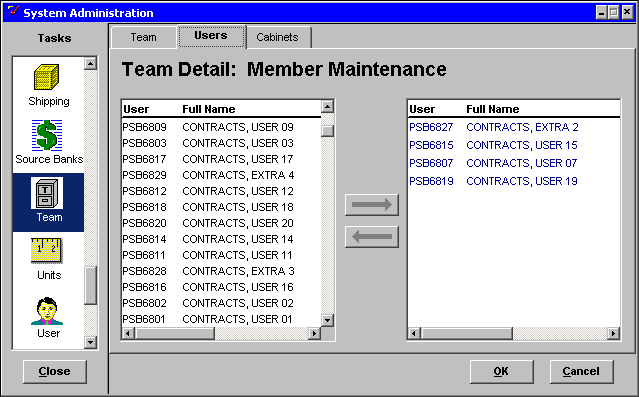 System Administration
Tasks
Shipping
Source Banks
Team
1 2
Units
User
Close
Team Users Cabinets
Team Detail: Member Maintenance
User Full Name
PSB6809 CONTRACTS, USER 09
PSB6803 CONTRACTS, USER 03
PSB6817 CONTRACTS, USER 17
PSB6829 CONTRACTS, EXTRA 4
PSB6812 CONTRACTS, USER 12
PSB6818 CONTRACTS, USER 18
PSB6820 CONTRACTS, USER 20
PSB6814 CONTRACTS, USER 14
PSB6811 CONTRACTS, USER 11
PSB6828 CONTRACTS, EXTRA 3
PSB6816 CONTRACTS, USER 16
PSB6802 CONTRACTS, USER 02
PSB6801 CONTRACTS, USER 01
User Full Name
PSB6827 CONTRACTS, EXTRA 2
PSB6815 CONTRACTS, USER 15
PSB6807 CONTRACTS, USER 07
PSB6819 CONTRACTS, USER 19
OK Cancel